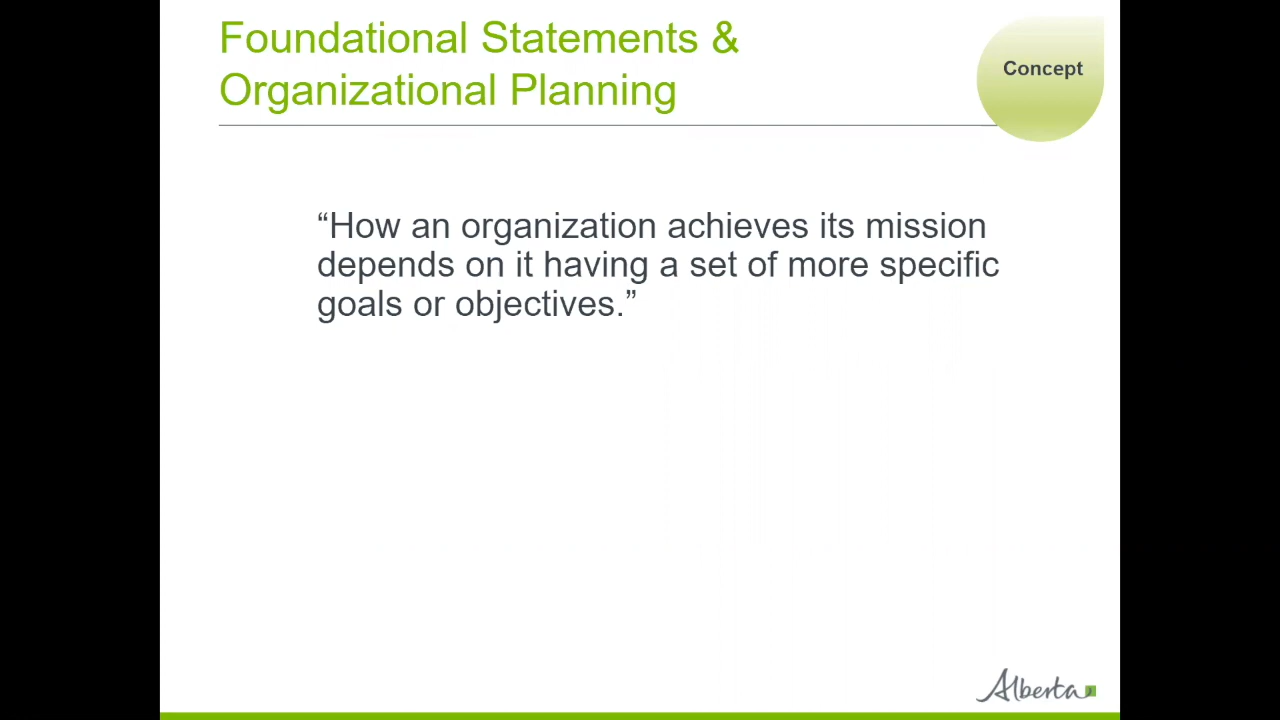 Foundational Statements &
Organizational Planning
Concept
“How an organization achieves its mission
depends on it having a set of more specific
goals or objectives.”
Alberta